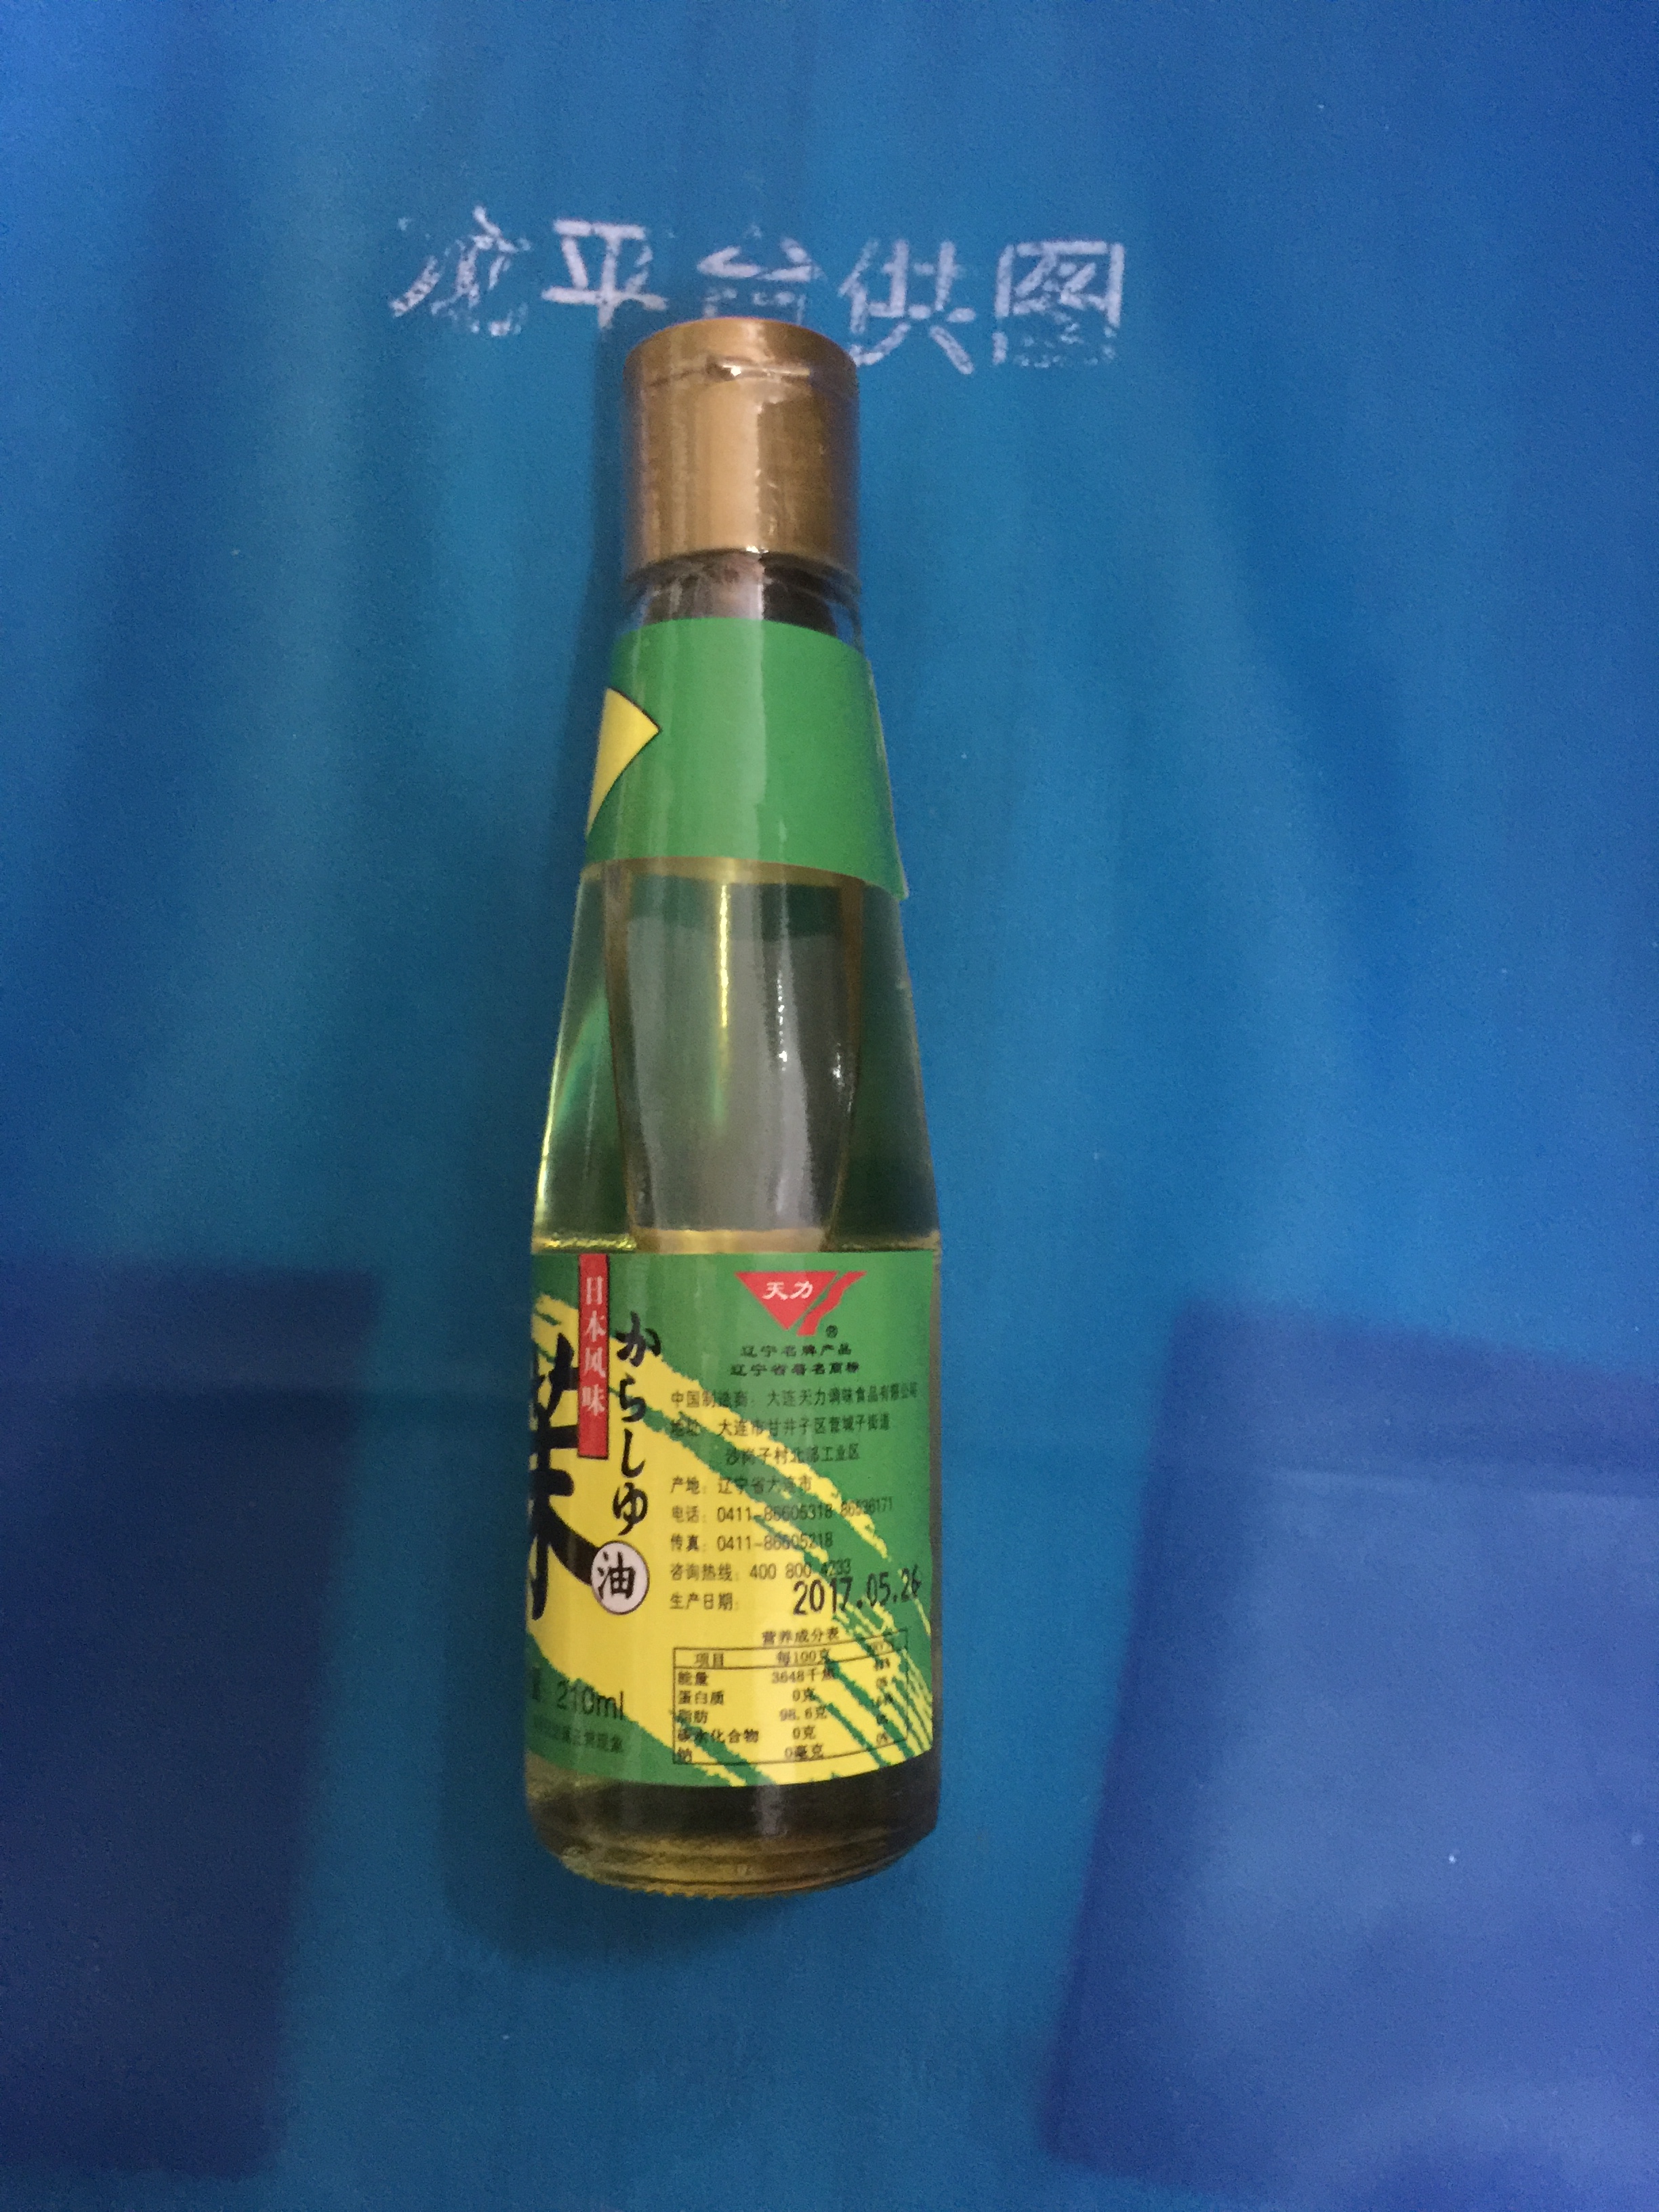 平台供图
日本风味
からしゆ
油
210ml
天力
®
辽宁名牌产品
辽宁省著名商标
中国制造商：大连天力调味食品有限公司
地址：大连市甘井子区营城子街道
沙岗子村北部工业区
产地：辽宁省大连市
电话：0411-86605318 86536171
传真：0411-86605218
咨询热线：400 800 4233
生产日期：2017.05.26
营养成分表
项目 每100克
能量 3648千焦
蛋白质 0克
脂肪 98.6克
碳水化合物 0克
钠 0毫克